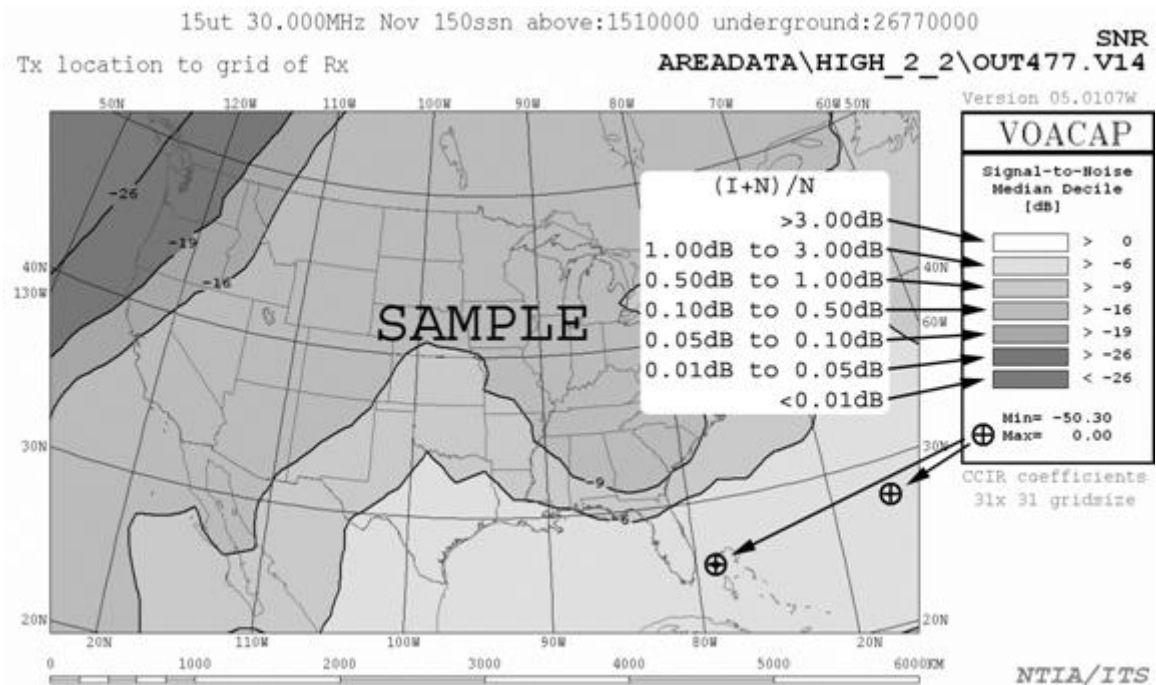 15ut 30.000MHz Nov 150ssn above:1510000 underground:26770000
SNR
Tx location to grid of Rx
AREADATA\HIGH_2_2\OUT477.V14
Version 05.0107W
50N 120W 110W 100W 90W 80W 70W 60W 50N
VOACAP
Signal-to-Noise
Median Decile
[dB]
> 0
> -6
> -9
> -16
> -19
> -26
< -26
Min= -50.30
Max= 0.00
CCIR coefficients
31x 31 gridsize
(I+N)/N
>3.00dB
1.00dB to 3.00dB
0.50dB to 1.00dB
0.10dB to 0.50dB
0.05dB to 0.10dB
0.01dB to 0.05dB
<0.01dB
SAMPLE
-26
-19
-16
-9
-6
40N
130W
30N
20N
40N
60W
30N
20N
20N 110W 100W 90W 80W 20N
0 1000 2000 3000 4000 5000 6000KM
NTIA/ITS